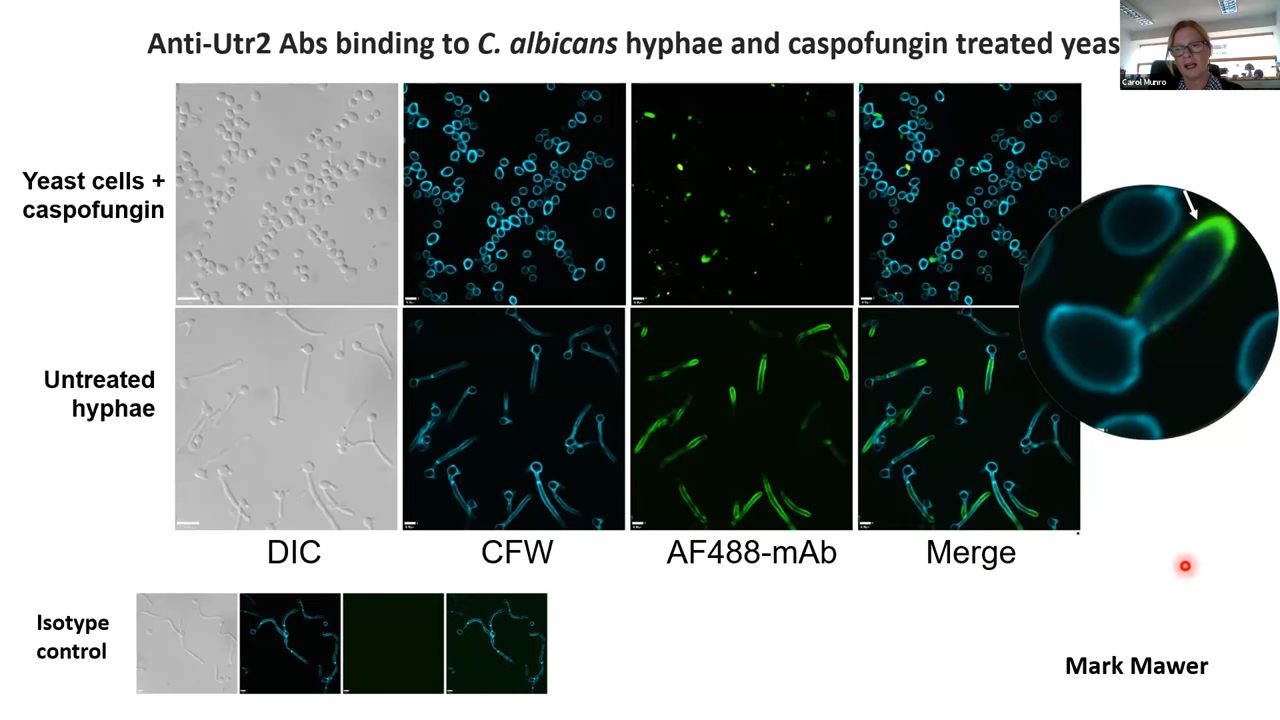 Anti-Utr2 Abs binding to C. albicans hyphae and caspofungin treated yeas
Carol Munro
Yeast cells +
caspofungin
Untreated
hyphae
DIC
CFW
AF488-mAb
Merge
Isotype
control
Mark Mawer